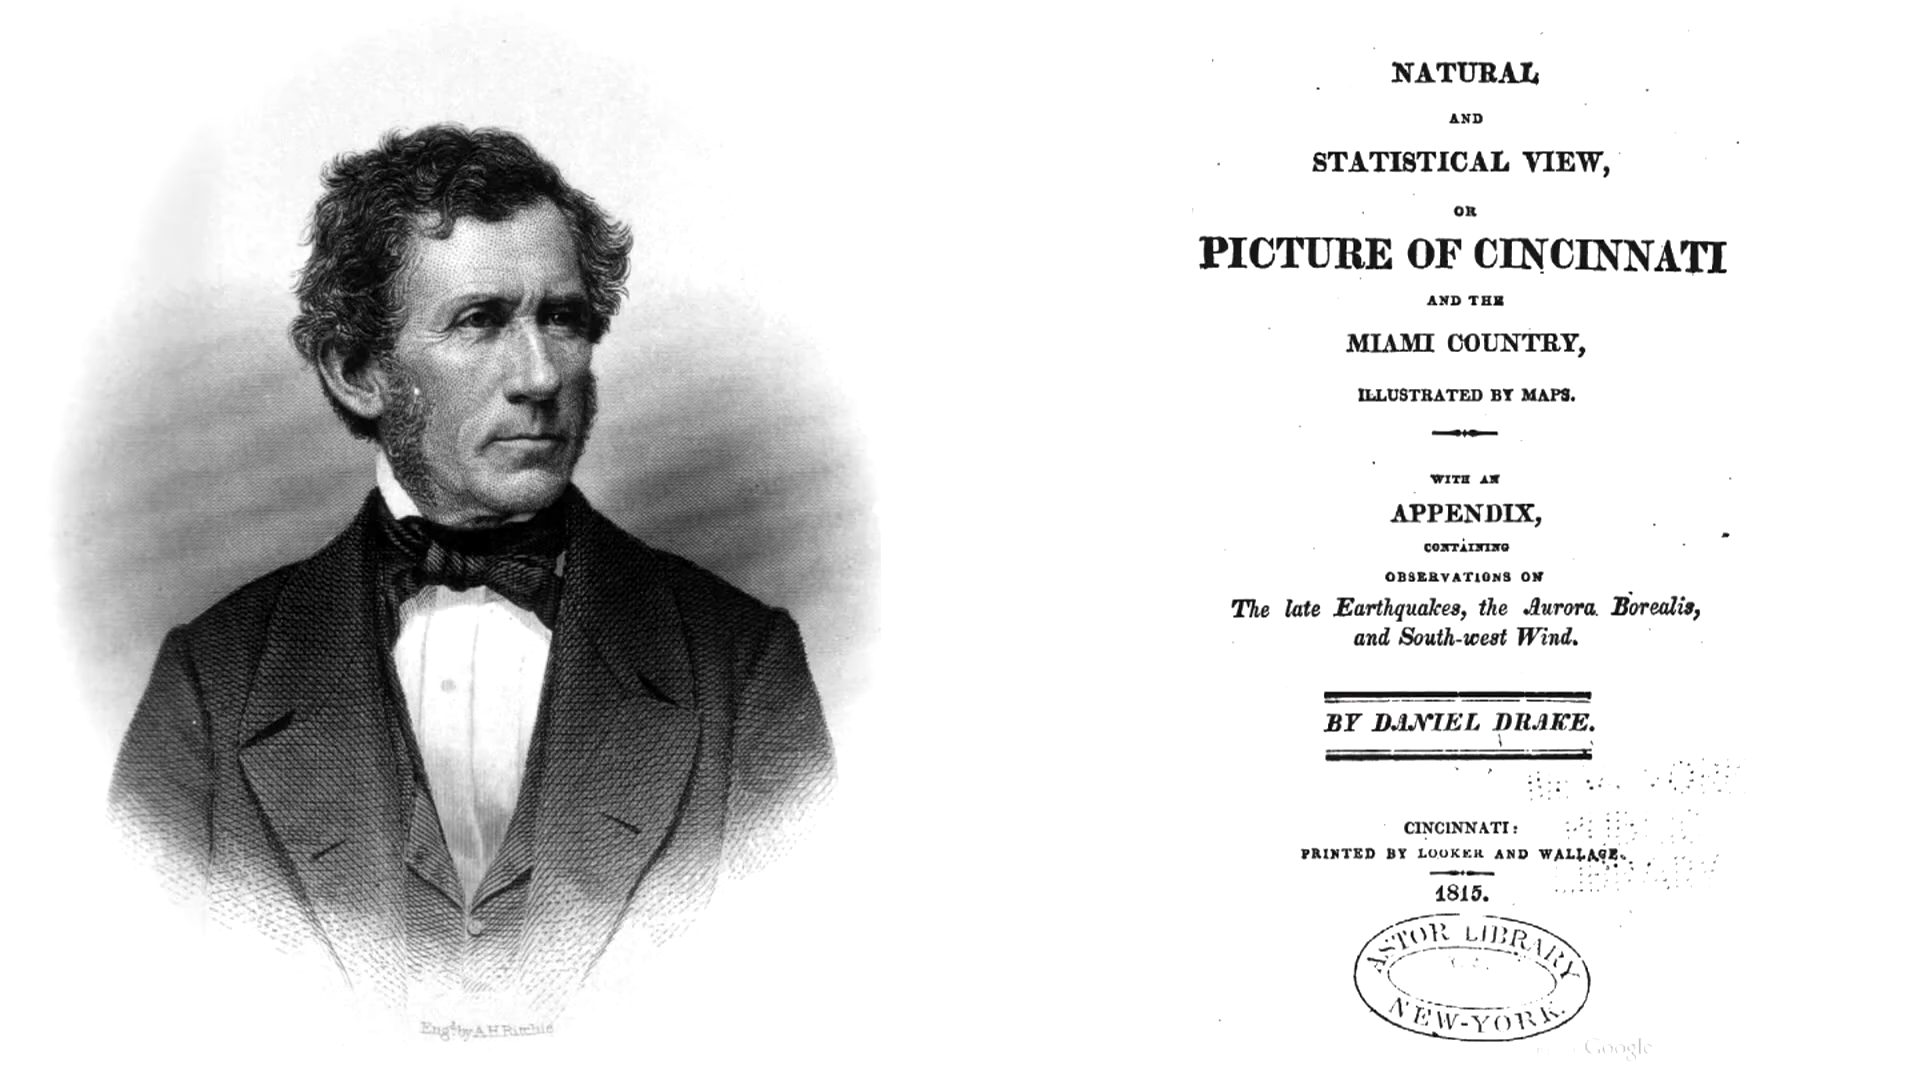 NATURAL
AND
STATISTICAL VIEW,
OR
PICTURE OF CINCINNATI
AND THE
MIAMI COUNTRY,
ILLUSTRATED BY MAPS.
WITH AN
APPENDIX,
CONTAINING
OBSERVATIONS ON
The late Earthquakes, the Aurora Borealis,
and South-west Wind.
BY DANIEL DRAKE.
CINCINNATI:
PRINTED BY LOOKER AND WALLACE.
1815.
ASTOR LIBRARY
NEW-YORK.
Google
Engd by A H Ritchie